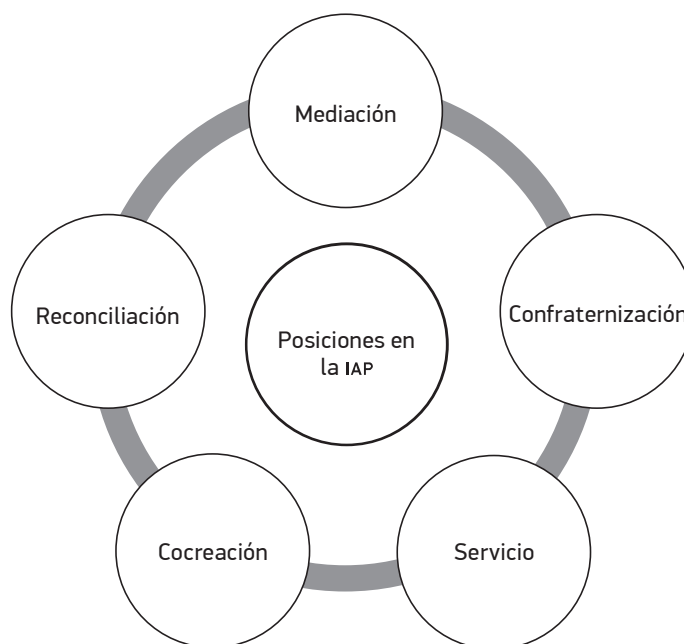 Mediación
Reconciliación
Confraternización
Posiciones en
la IAP
Cocreación
Servicio